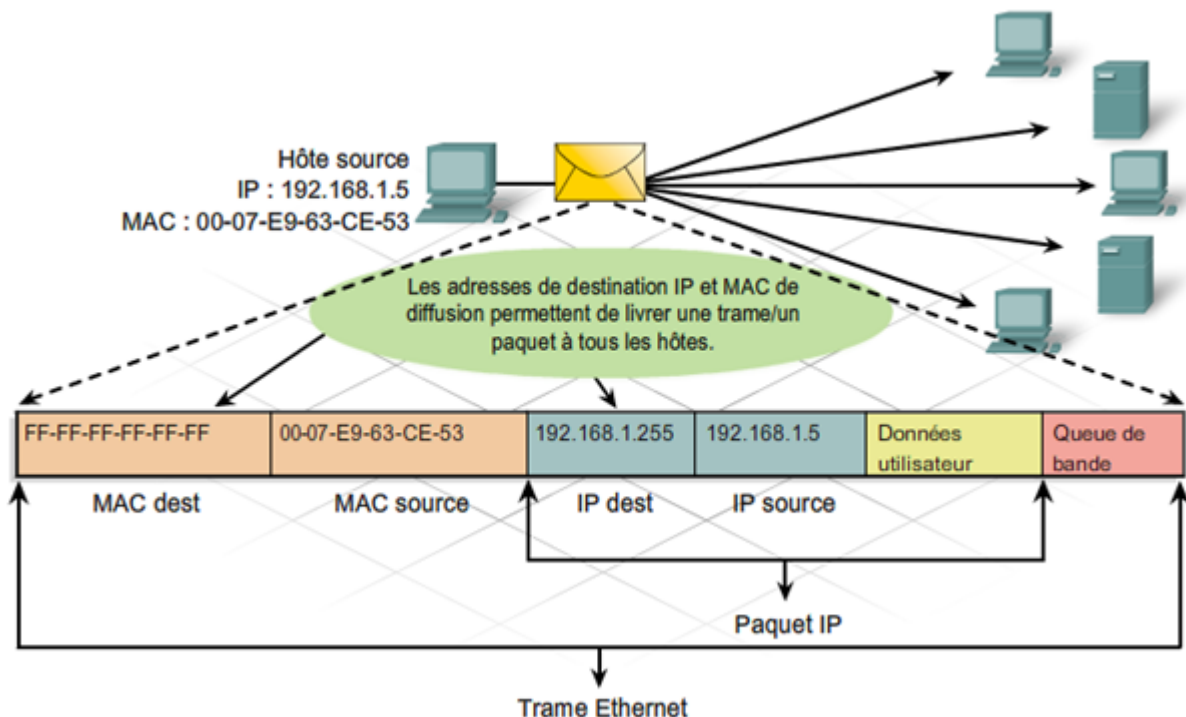 Hôte source
IP : 192.168.1.5
MAC : 00-07-E9-63-CE-53
Les adresses de destination IP et MAC de
diffusion permettent de livrer une trame/un
paquet à tous les hôtes.
FF-FF-FF-FF-FF-FF
00-07-E9-63-CE-53
192.168.1.255
192.168.1.5
Données
utilisateur
Queue de
bande
MAC dest
MAC source
IP dest
IP source
Paquet IP
Trame Ethernet